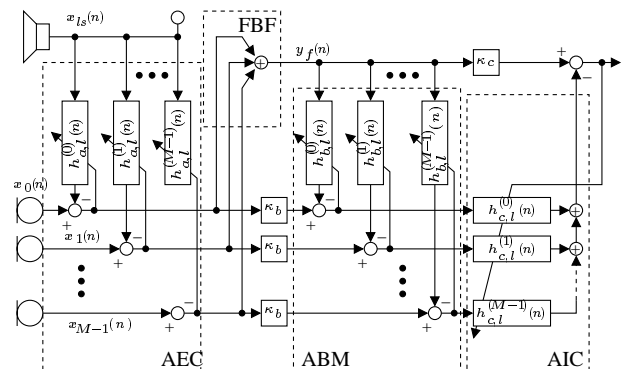 x_{ls}(n)
FBF
y_f(n)
κ_c
+
−
+
h_{a,l}^{(0)}(n)
h_{a,l}^{(1)}(n)
h_{a,l}^{(M−1)}(n)
h_{b,l}^{(0)}(n)
h_{b,l}^{(1)}(n)
h_{b,l}^{(M−1)}(n)
x_0(n)
−
+
κ_b
−
+
h_{c,l}^{(0)}(n)
+
x_1(n)
−
+
κ_b
−
+
h_{c,l}^{(1)}(n)
+
x_{M−1}(n)
−
+
κ_b
−
+
h_{c,l}^{(M−1)}(n)
AEC
ABM
AIC